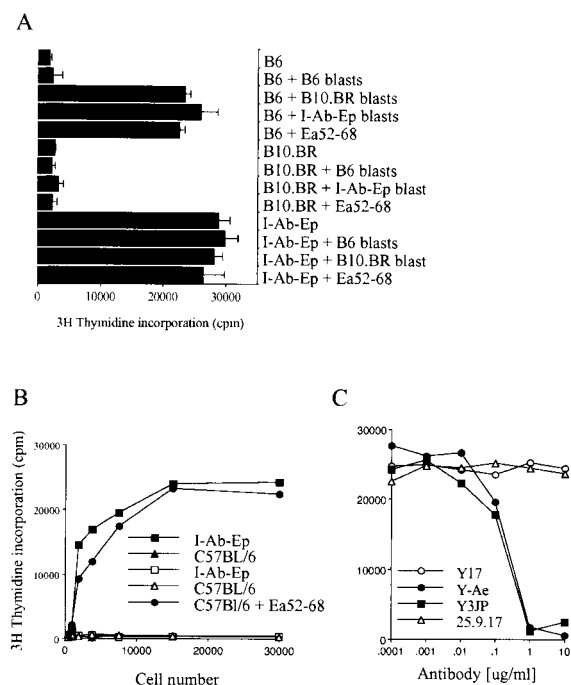 A
B6
B6 + B6 blasts
B6 + B10.BR blasts
B6 + I-Ab-Ep blasts
B6 + Ea52-68
B10.BR
B10.BR + B6 blasts
B10.BR + I-Ab-Ep blast
B10.BR + Ea52-68
I-Ab-Ep
I-Ab-Ep + B6 blasts
I-Ab-Ep + B10.BR blast
I-Ab-Ep + Ea52-68
0 10000 20000 30000
3H Thymidine incorporation (cpm)
B
3H Thymidine incorporation (cpm)
30000
20000
10000
0
I-Ab-Ep
C57BL/6
I-Ab-Ep
C57BL/6
C57Bl/6 + Ea52-68
0 10000 20000 30000
Cell number
C
30000
20000
10000
0
Y17
Y-Ae
Y3JP
25.9.17
.0001 .001 .01 .1 1 10
Antibody [ug/ml]